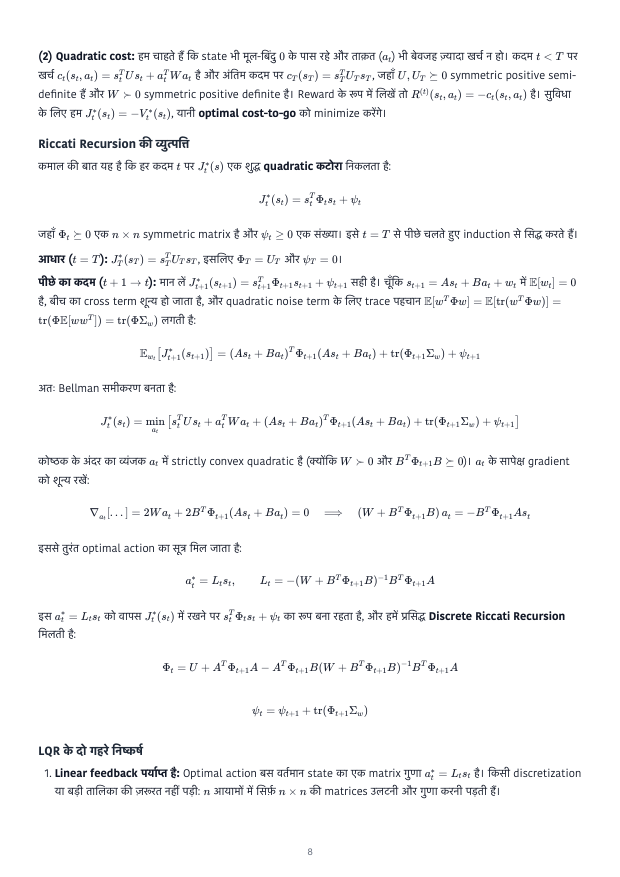 (2) Quadratic cost: हम चाहते हैं कि state भी मूल-बिंदु 0 के पास रहे और ताक़त (a_t) भी बेवजह ज़्यादा खर्च न हो। कदम t < T पर
खर्च c_t(s_t, a_t) = s_t^T U s_t + a_t^T W a_t है और अंतिम कदम पर c_T(s_T) = s_T^T U_T s_T, जहाँ U, U_T ⪰ 0 symmetric positive semi-
definite हैं और W ≻ 0 symmetric positive definite है। Reward के रूप में लिखें तो R^{(t)}(s_t, a_t) = −c_t(s_t, a_t) है। सुविधा
के लिए हम J_t^*(s_t) = −V_t^*(s_t), यानी optimal cost-to-go को minimize करेंगे।
Riccati Recursion की व्युत्पत्ति
कमाल की बात यह है कि हर कदम t पर J_t^*(s) एक शुद्ध quadratic कटोरा निकलता है:
J_t^*(s_t) = s_t^T Φ_t s_t + ψ_t
जहाँ Φ_t ⪰ 0 एक n × n symmetric matrix है और ψ_t ≥ 0 एक संख्या। इसे t = T से पीछे चलते हुए induction से सिद्ध करते हैं।
आधार (t = T): J_T^*(s_T) = s_T^T U_T s_T, इसलिए Φ_T = U_T और ψ_T = 0।
पीछे का कदम (t + 1 → t): मान लें J_{t+1}^*(s_{t+1}) = s_{t+1}^T Φ_{t+1} s_{t+1} + ψ_{t+1} सही है। चूँकि s_{t+1} = As_t + Ba_t + w_t में 𝔼[w_t] = 0
है, बीच का cross term शून्य हो जाता है, और quadratic noise term के लिए trace पहचान 𝔼[w^T Φw] = 𝔼[tr(w^T Φw)] =
tr(Φ𝔼[ww^T]) = tr(ΦΣ_w) लगती है:
𝔼_{w_t}[J_{t+1}^*(s_{t+1})] = (As_t + Ba_t)^T Φ_{t+1}(As_t + Ba_t) + tr(Φ_{t+1}Σ_w) + ψ_{t+1}
अतः Bellman समीकरण बनता है:
J_t^*(s_t) = min_{a_t} [s_t^T U s_t + a_t^T W a_t + (As_t + Ba_t)^T Φ_{t+1}(As_t + Ba_t) + tr(Φ_{t+1}Σ_w) + ψ_{t+1}]
कोष्ठक के अंदर का व्यंजक a_t में strictly convex quadratic है (क्योंकि W ≻ 0 और B^T Φ_{t+1}B ⪰ 0)। a_t के सापेक्ष gradient
को शून्य रखें:
∇_{a_t}[. . . ] = 2Wa_t + 2B^T Φ_{t+1}(As_t + Ba_t) = 0 ⟹ (W + B^T Φ_{t+1}B) a_t = −B^T Φ_{t+1}As_t
इससे तुरंत optimal action का सूत्र मिल जाता है:
a_t^* = L_t s_t, L_t = −(W + B^T Φ_{t+1}B)^{−1}B^T Φ_{t+1}A
इस a_t^* = L_t s_t को वापस J_t^*(s_t) में रखने पर s_t^T Φ_t s_t + ψ_t का रूप बना रहता है, और हमें प्रसिद्ध Discrete Riccati Recursion
मिलती है:
Φ_t = U + A^T Φ_{t+1}A − A^T Φ_{t+1}B(W + B^T Φ_{t+1}B)^{−1}B^T Φ_{t+1}A
ψ_t = ψ_{t+1} + tr(Φ_{t+1}Σ_w)
LQR के दो गहरे निष्कर्ष
1. Linear feedback पर्याप्त है: Optimal action बस वर्तमान state का एक matrix गुणा a_t^* = L_t s_t है। किसी discretization
या बड़ी तालिका की ज़रूरत नहीं पड़ी: n आयामों में सिर्फ़ n × n की matrices उलटनी और गुणा करनी पड़ती हैं।
8